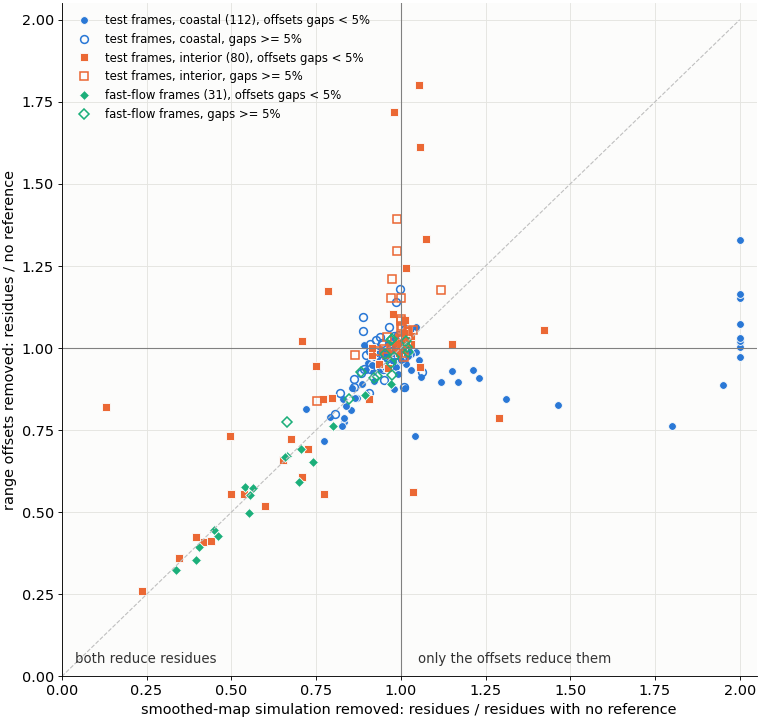 2.00
1.75
1.50
1.25
1.00
0.75
0.50
0.25
0.00
range offsets removed: residues / no reference
test frames, coastal (112), offsets gaps < 5%
test frames, coastal, gaps >= 5%
test frames, interior (80), offsets gaps < 5%
test frames, interior, gaps >= 5%
fast-flow frames (31), offsets gaps < 5%
fast-flow frames, gaps >= 5%
both reduce residues
only the offsets reduce them
0.00 0.25 0.50 0.75 1.00 1.25 1.50 1.75 2.00
smoothed-map simulation removed: residues / residues with no reference